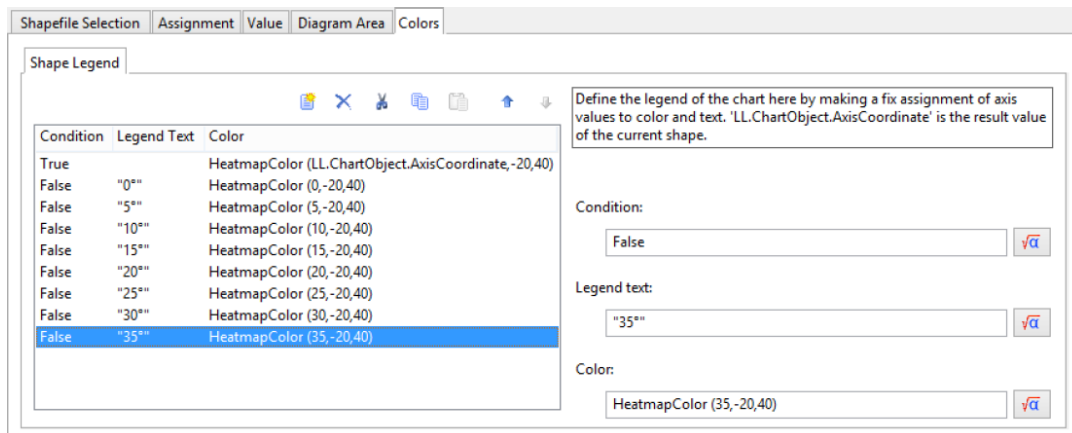 Shapefile Selection Assignment Value Diagram Area Colors
Shape Legend
Define the legend of the chart here by making a fix assignment of axis
values to color and text. 'LL.ChartObject.AxisCoordinate' is the result value
of the current shape.
Condition Legend Text Color
True HeatmapColor (LL.ChartObject.AxisCoordinate,-20,40)
False "0°" HeatmapColor (0,-20,40)
False "5°" HeatmapColor (5,-20,40)
False "10°" HeatmapColor (10,-20,40)
False "15°" HeatmapColor (15,-20,40)
False "20°" HeatmapColor (20,-20,40)
False "25°" HeatmapColor (25,-20,40)
False "30°" HeatmapColor (30,-20,40)
False "35°" HeatmapColor (35,-20,40)
Condition:
False
√α
Legend text:
"35°"
√α
Color:
HeatmapColor (35,-20,40)
√α